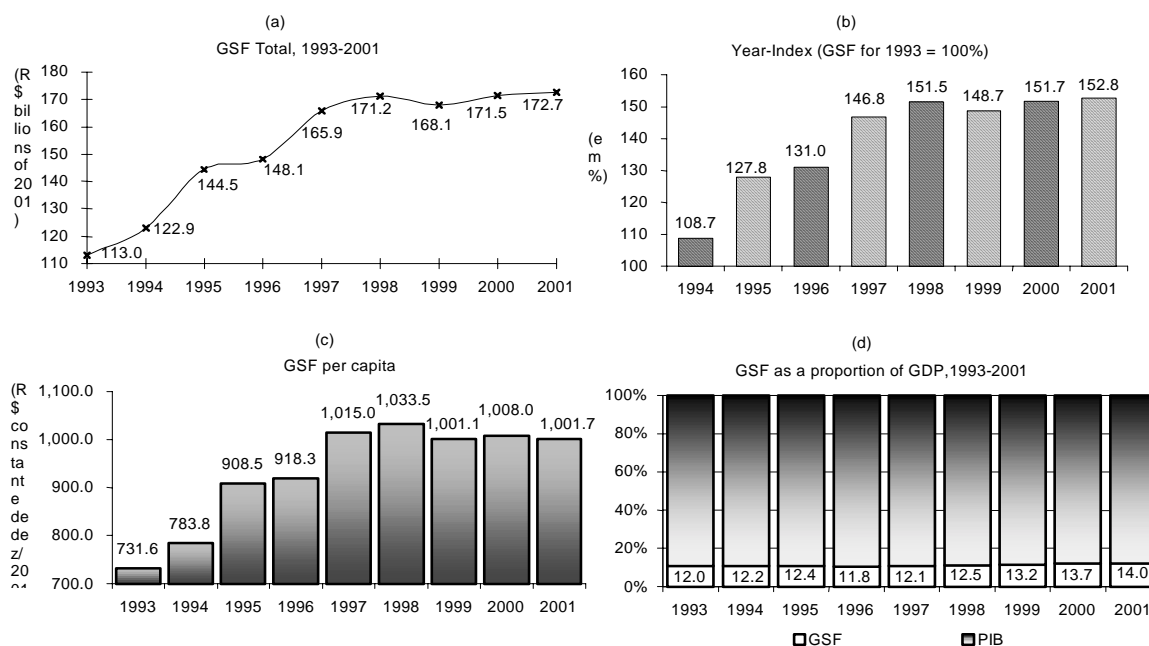 (a)
GSF Total, 1993-2001
(R
$
bil
lio
ns
of
20
01
)
180
170
160
150
140
130
120
110
113.0
122.9
144.5
148.1
165.9
171.2
168.1
171.5
172.7
1993 1994 1995 1996 1997 1998 1999 2000 2001
(b)
Year-Index (GSF for 1993 = 100%)
(e
m
%)
160
150
140
130
120
110
100
108.7
127.8
131.0
146.8
151.5
148.7
151.7
152.8
1994 1995 1996 1997 1998 1999 2000 2001
(c)
GSF per capita
(R
$
co
ns
ta
nt
e
de
de
z/
20
1,100.0
1,000.0
900.0
800.0
700.0
731.6
783.8
908.5
918.3
1,015.0
1,033.5
1,001.1
1,008.0
1,001.7
1993 1994 1995 1996 1997 1998 1999 2000 2001
(d)
GSF as a proportion of GDP,1993-2001
100%
80%
60%
40%
20%
0%
12.0 12.2 12.4 11.8 12.1 12.5 13.2 13.7 14.0
1993 1994 1995 1996 1997 1998 1999 2000 2001
GSF PIB